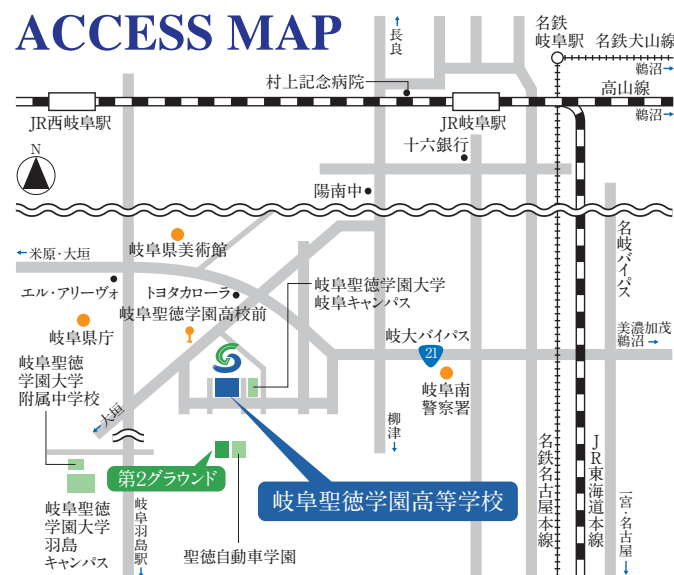 ACCESS MAP
長良
名鉄
岐阜駅
名鉄犬山線
鵜沼
村上記念病院
高山線
鵜沼
JR西岐阜駅
JR岐阜駅
十六銀行
N
陽南中
岐阜県美術館
米原・大垣
名岐バイパス
エル・アリーヴォ
トヨタカローラ
岐阜聖徳学園大学
岐阜キャンパス
岐阜聖徳学園高校前
岐阜県庁
岐大バイパス
21
美濃加茂
鵜沼
岐阜聖徳
学園大学
附属中学校
岐阜南
警察署
大垣
柳津
第2グラウンド
岐阜聖徳学園高等学校
名鉄名古屋本線
JR東海道本線
岐阜聖徳
学園大学
羽島
キャンパス
岐阜羽島駅
聖徳自動車学園
一宮・名古屋